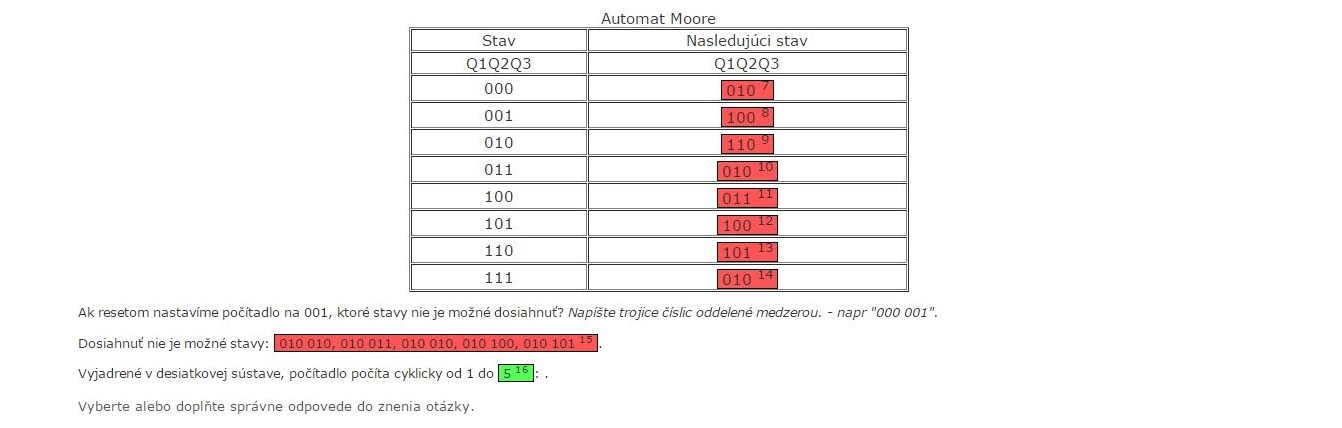 Automat Moore
Stav Nasledujúci stav
Q1Q2Q3 Q1Q2Q3
000 010 7
001 100 8
010 110 9
011 010 10
100 011 11
101 100 12
110 101 13
111 010 14
Ak resetom nastavíme počítadlo na 001, ktoré stavy nie je možné dosiahnuť? Napíšte trojice číslic oddelené medzerou. - napr "000 001".
Dosiahnuť nie je možné stavy: 010 010, 010 011, 010 010, 010 100, 010 101 15.
Vyjadrené v desiatkovej sústave, počítadlo počíta cyklicky od 1 do 5 16: .
Vyberte alebo doplňte správne odpovede do znenia otázky.